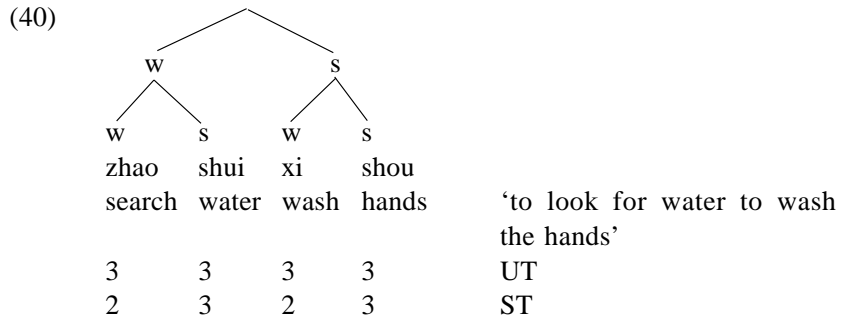 (40)
w s
w s w s
zhao shui xi shou
search water wash hands ‘to look for water to wash
the hands’
3 3 3 3 UT
2 3 2 3 ST